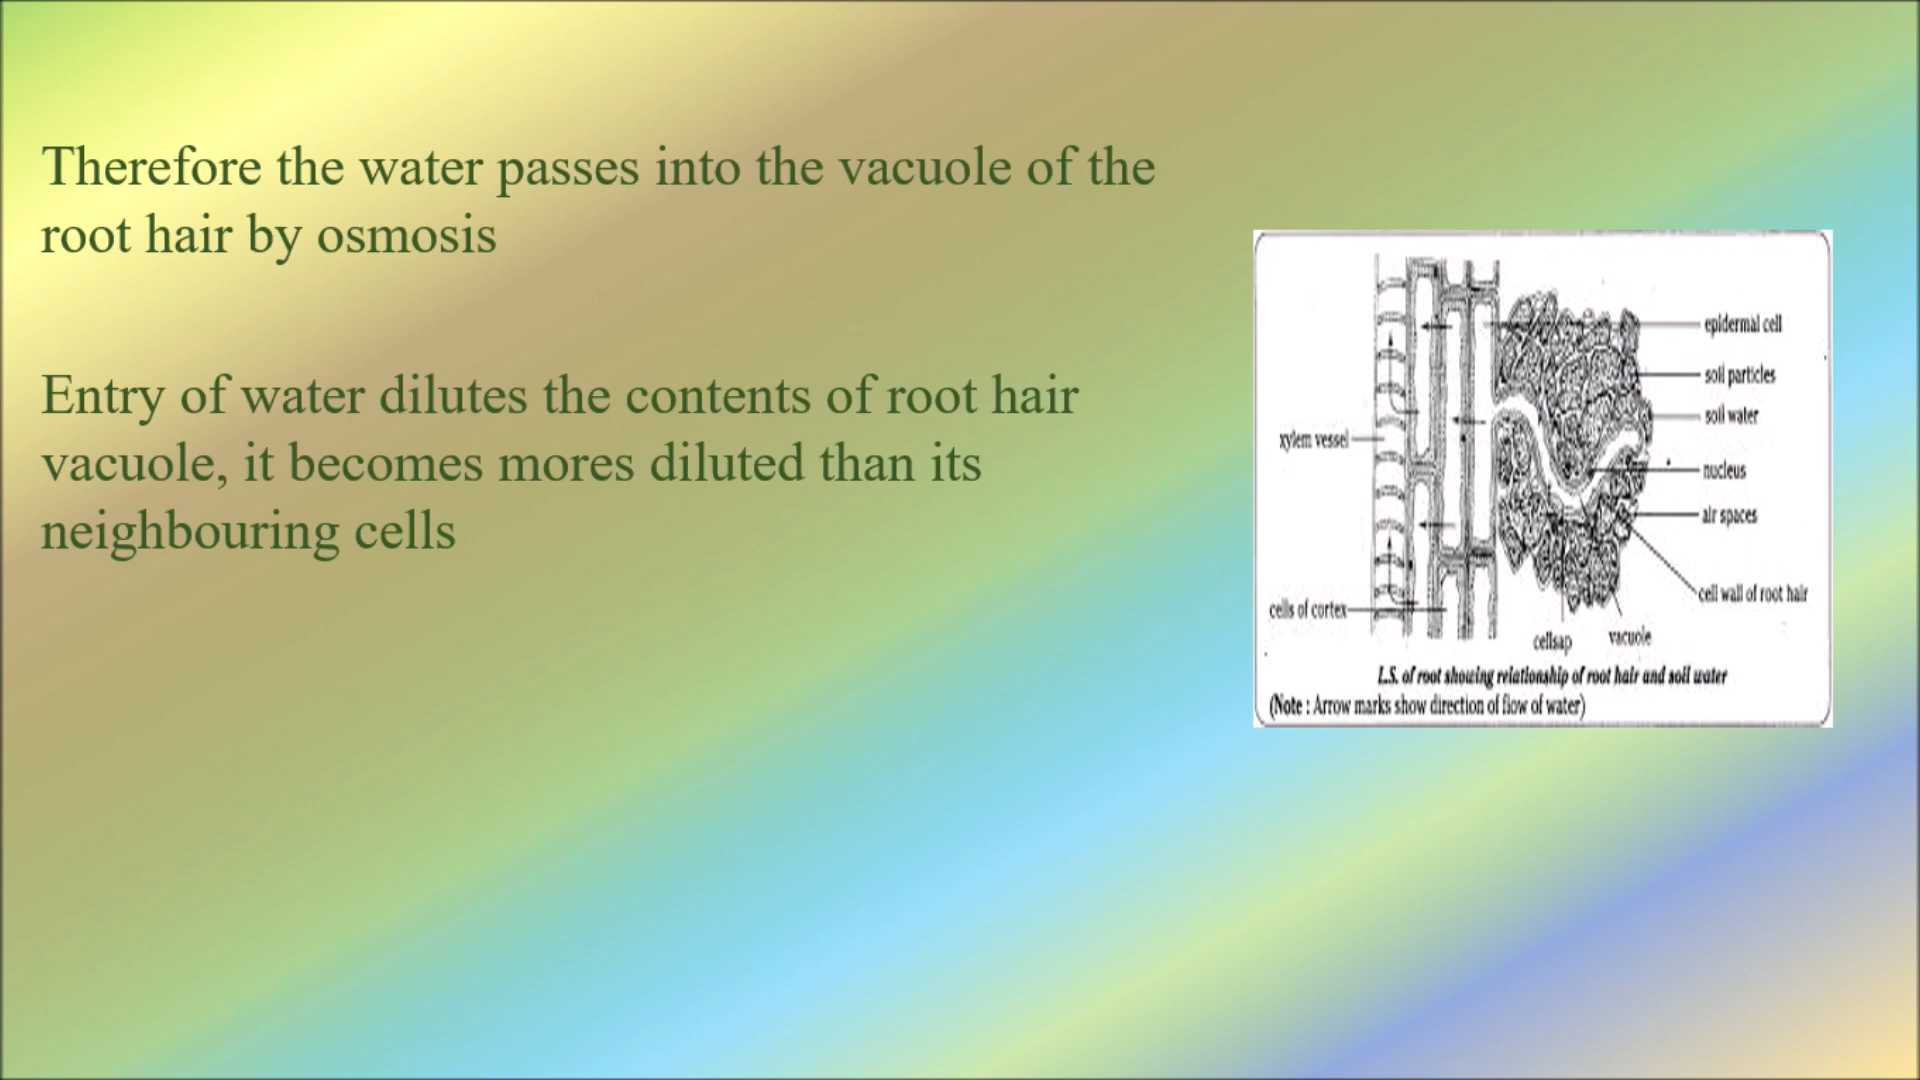 Therefore the water passes into the vacuole of the
root hair by osmosis
Entry of water dilutes the contents of root hair
vacuole, it becomes mores diluted than its
neighbouring cells
epidermal cell
soil particles
soil water
xylem vessel
nucleus
air spaces
cell wall of root hair
cells of cortex
cellsap
vacuole
L.S. of root showing relationship of root hair and soil water
(Note : Arrow marks show direction of flow of water)